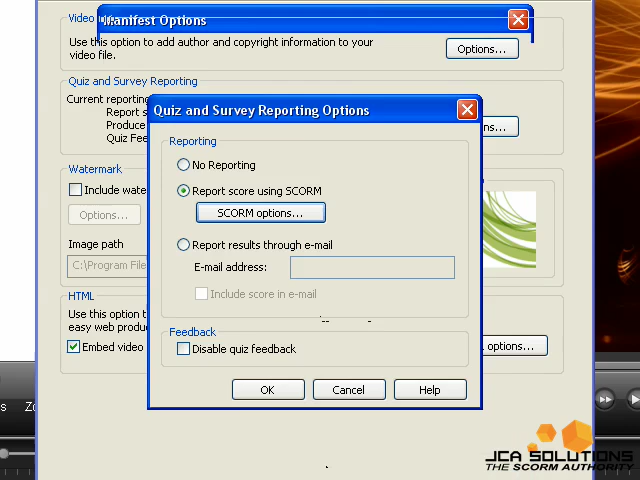 Manifest Options
Video
Use this option to add author and copyright information to your
video file.
Options...
Quiz and Survey Reporting
Current reporting
Report s
Produce
Quiz Fee
ns...
Quiz and Survey Reporting Options
Reporting
No Reporting
Report score using SCORM
SCORM options...
Report results through e-mail
E-mail address:
Include score in e-mail
Feedback
Disable quiz feedback
OK
Cancel
Help
Watermark
Include wate
Options...
Image path
C:\Program File
HTML
Use this option t
easy web produ
Embed video
options...
s
Zo
JCA SOLUTIONS
THE SCORM AUTHORITY